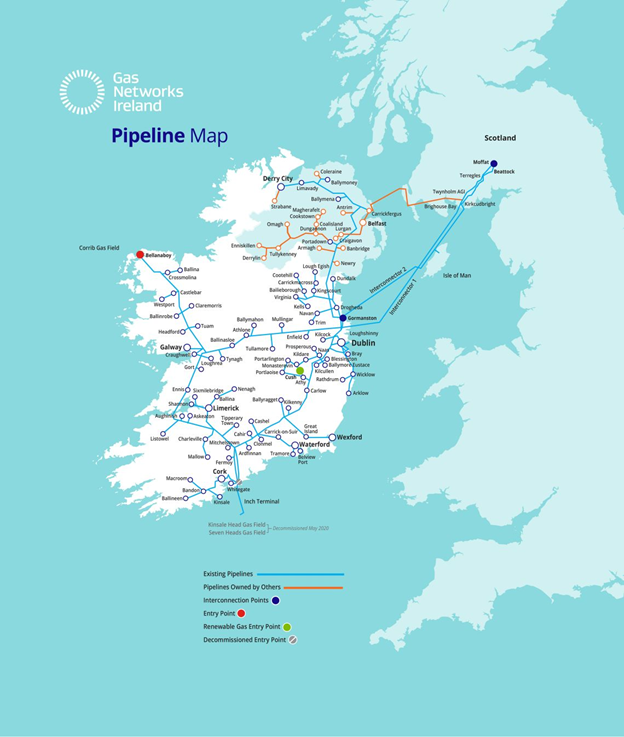 Gas
Networks
Ireland
Pipeline Map
Scotland
Moffat
Beattock
Terregles
Twynholm AGI
Kirkcudbright
Brighouse Bay
Coleraine
Derry City
Ballymoney
Limavady
Ballymena
Strabane
Antrim
Magherafelt
Carrickfergus
Cookstown
Omagh
Coalisland
Belfast
Dungannon
Lurgan
Craigavon
Portadown
Enniskillen
Armagh
Banbridge
Tullykenney
Derrylin
Newry
Corrib Gas Field
Bellanaboy
Isle of Man
Interconnector 2
Interconnector 1
Ballina
Crossmolina
Lough Egish
Cootehill
Dundalk
Carrickmacross
Bailieborough
Kingscourt
Virginia
Castlebar
Westport
Claremorris
Kells
Drogheda
Navan
Ballinrobe
Gormanston
Trim
Ballymahon
Mullingar
Tuam
Headford
Athlone
Loughshinny
Kilcock
Enfield
Ballinasloe
Dublin
Galway
Tullamore
Prosperous
Naas
Craughwell
Kildare
Bray
Portarlington
Blessington
Loughrea
Tynagh
Monasterevin
Ballymore Eustace
Gort
Portlaoise
Kilcullen
Cush
Wicklow
Athy
Rathdrum
Ennis
Sixmilebridge
Nenagh
Carlow
Arklow
Ballina
Ballyragget
Kilkenny
Shannon
Limerick
Aughinish
Askeaton
Tipperary
Town
Cashel
Great
Island
Listowel
Charleville
Cahir
Carrick-on-Suir
Wexford
Mitchelstown
Clonmel
Waterford
Mallow
Ardfinnan
Tramore
Belview
Port
Fermoy
Cork
Macroom
Whitegate
Bandon
Ballineen
Kinsale
Inch Terminal
Kinsale Head Gas Field
Seven Heads Gas Field
Decommissioned May 2020
Existing Pipelines
Pipelines Owned by Others
Interconnection Points
Entry Point
Renewable Gas Entry Point
Decommissioned Entry Point